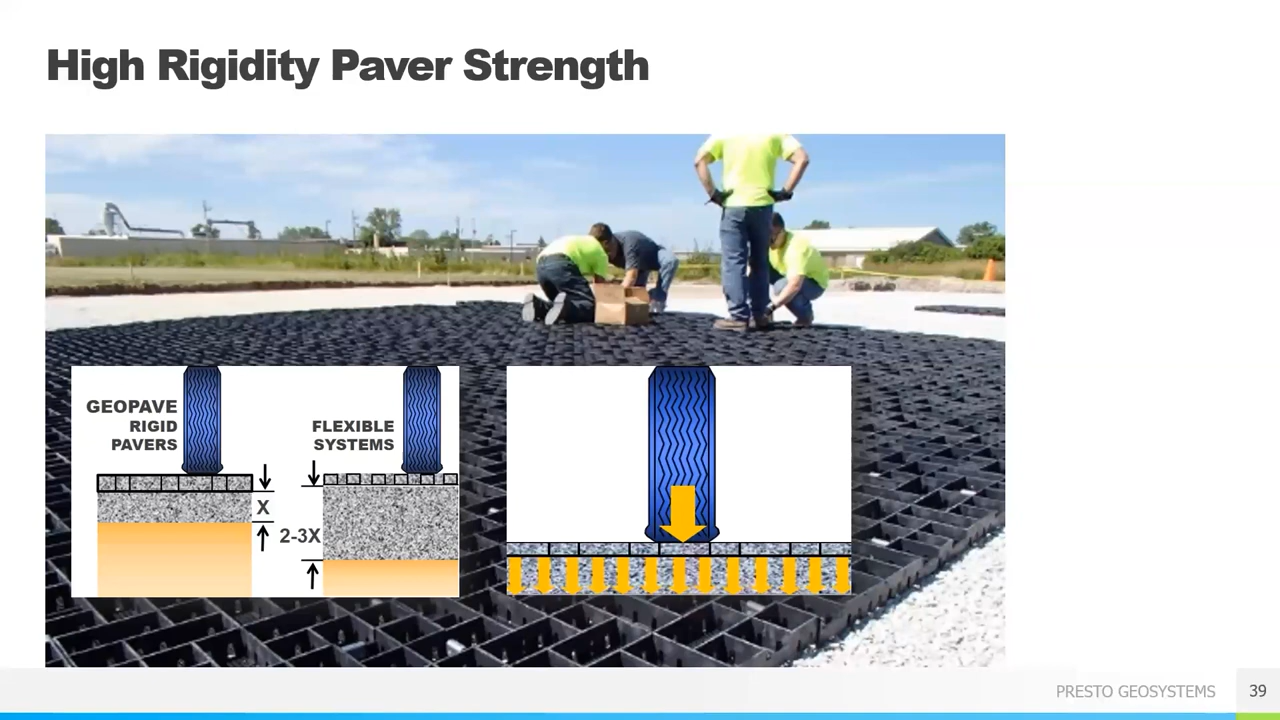 High Rigidity Paver Strength
GEOPAVE
RIGID
PAVERS
FLEXIBLE
SYSTEMS
X
2-3X
PRESTO GEOSYSTEMS
39